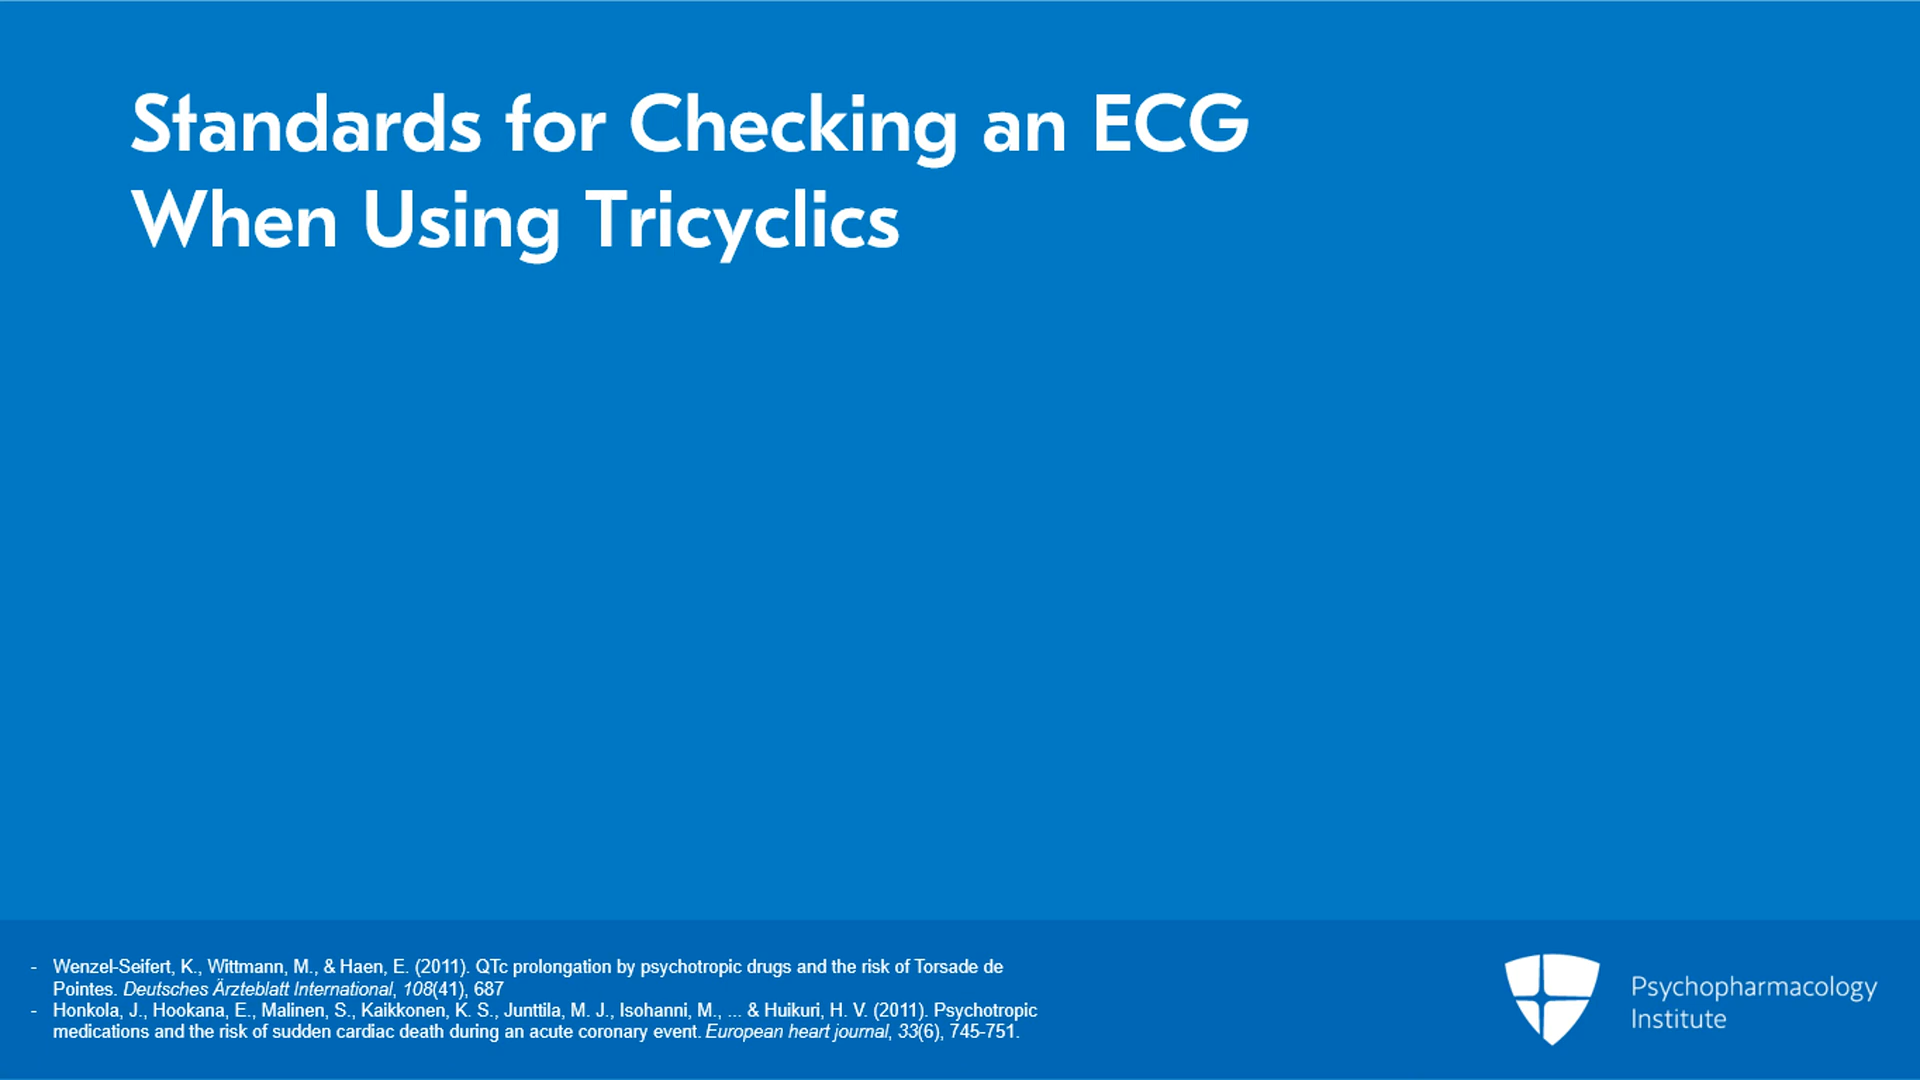 Standards for Checking an ECG
When Using Tricyclics
- Wenzel-Seifert, K., Wittmann, M., & Haen, E. (2011). QTc prolongation by psychotropic drugs and the risk of Torsade de
Pointes. Deutsches Ärzteblatt International, 108(41), 687
- Honkola, J., Hookana, E., Malinen, S., Kaikkonen, K. S., Junttila, M. J., Isohanni, M., ... & Huikuri, H. V. (2011). Psychotropic
medications and the risk of sudden cardiac death during an acute coronary event. European heart journal, 33(6), 745-751.
Psychopharmacology
Institute